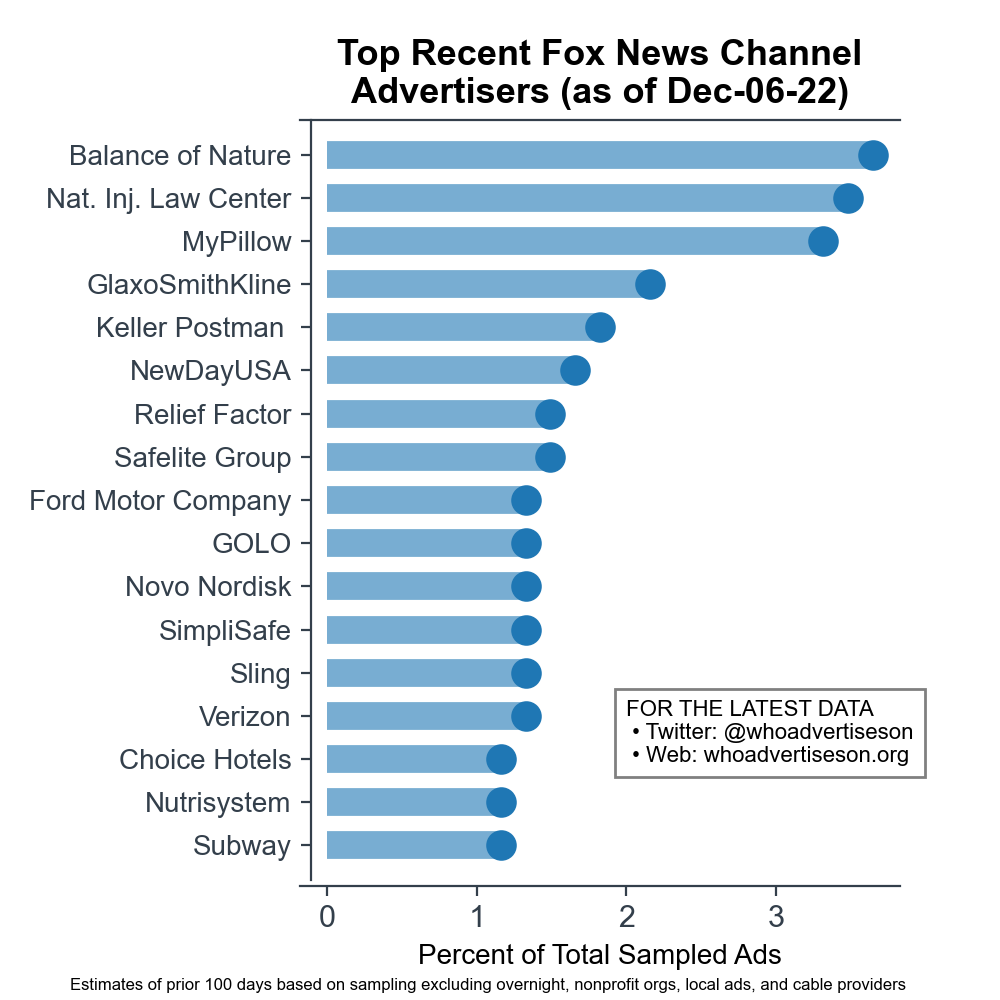 Top Recent Fox News Channel
Advertisers (as of Dec-06-22)
Balance of Nature
Nat. Inj. Law Center
MyPillow
GlaxoSmithKline
Keller Postman
NewDayUSA
Relief Factor
Safelite Group
Ford Motor Company
GOLO
Novo Nordisk
SimpliSafe
Sling
Verizon
Choice Hotels
Nutrisystem
Subway
FOR THE LATEST DATA
• Twitter: @whoadvertiseson
• Web: whoadvertiseson.org
0 1 2 3
Percent of Total Sampled Ads
Estimates of prior 100 days based on sampling excluding overnight, nonprofit orgs, local ads, and cable providers